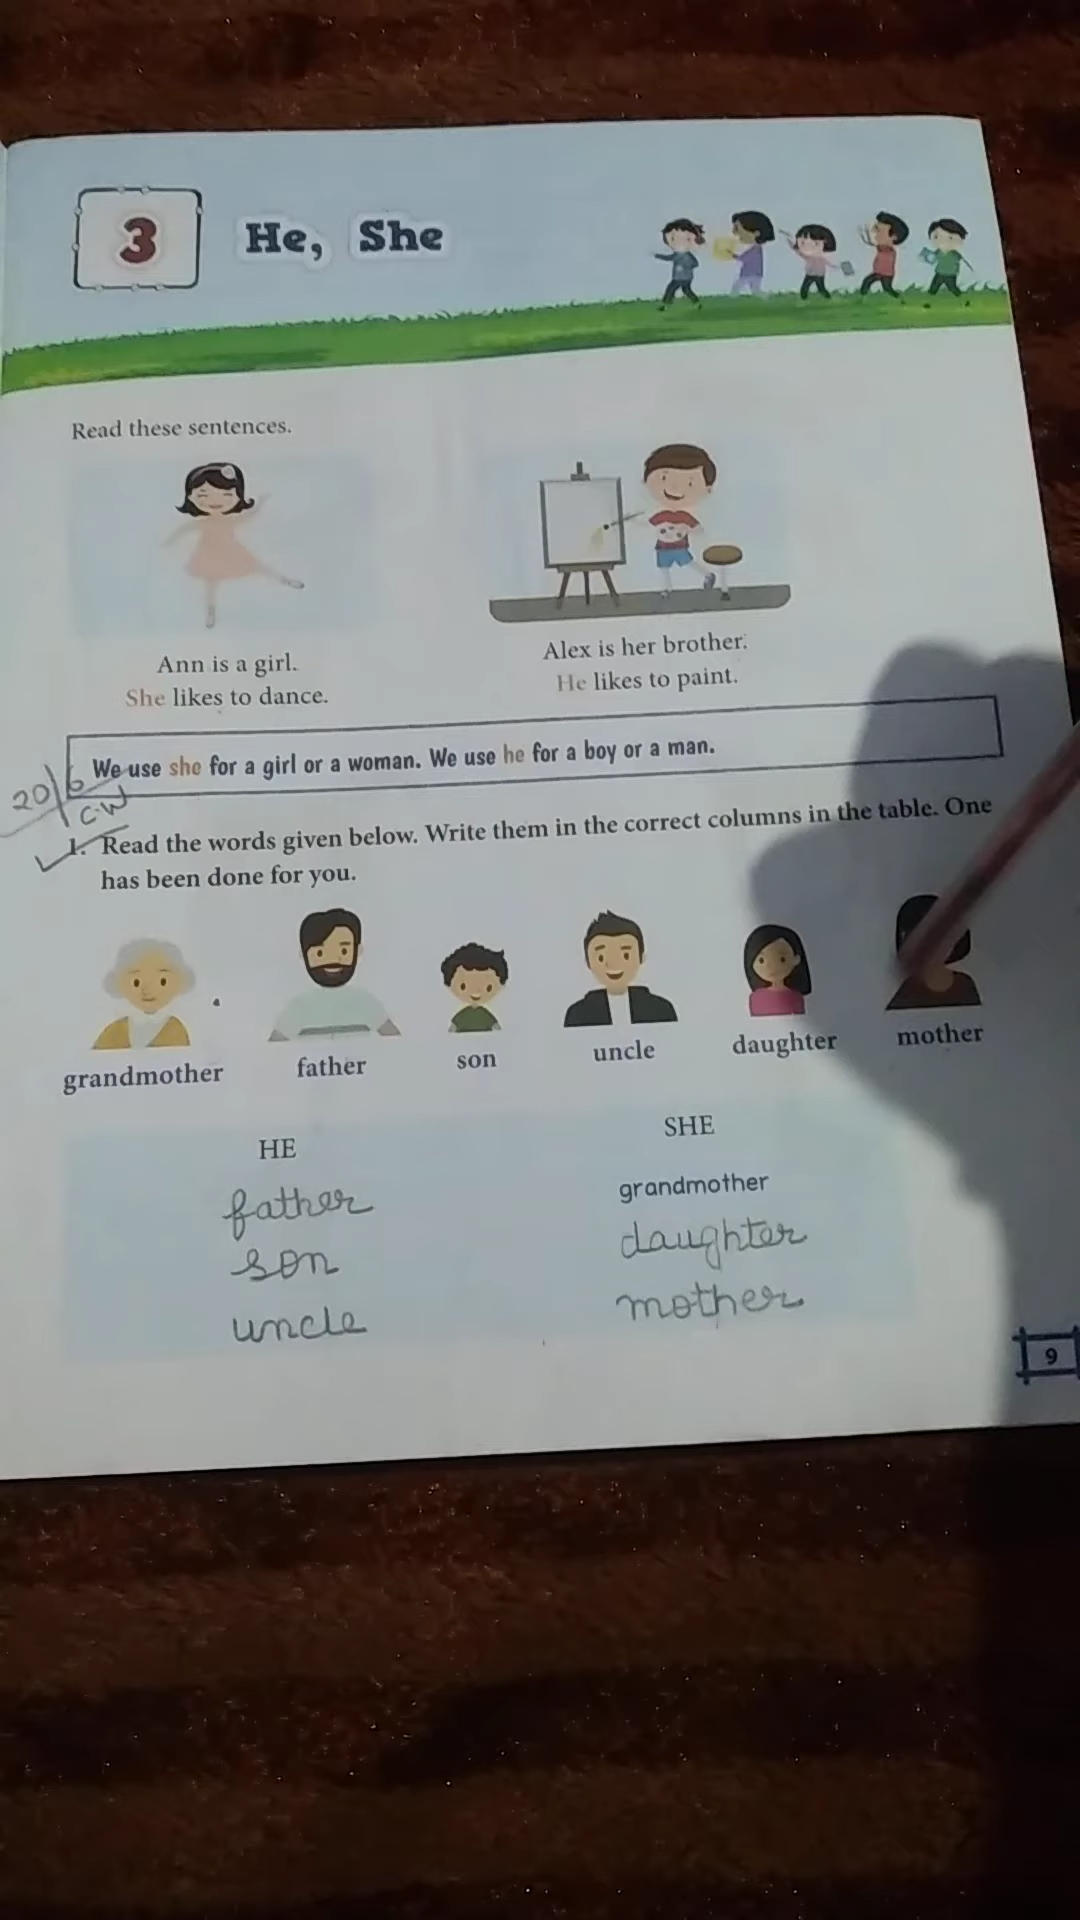 3 He, She
Read these sentences.
Ann is a girl.
She likes to dance.
Alex is her brother.
He likes to paint.
We use she for a girl or a woman. We use he for a boy or a man.
20/6
C.W
1. Read the words given below. Write them in the correct columns in the table. One
has been done for you.
grandmother father son uncle daughter mother
HE
father
son
uncle
SHE
grandmother
daughter
mother
9